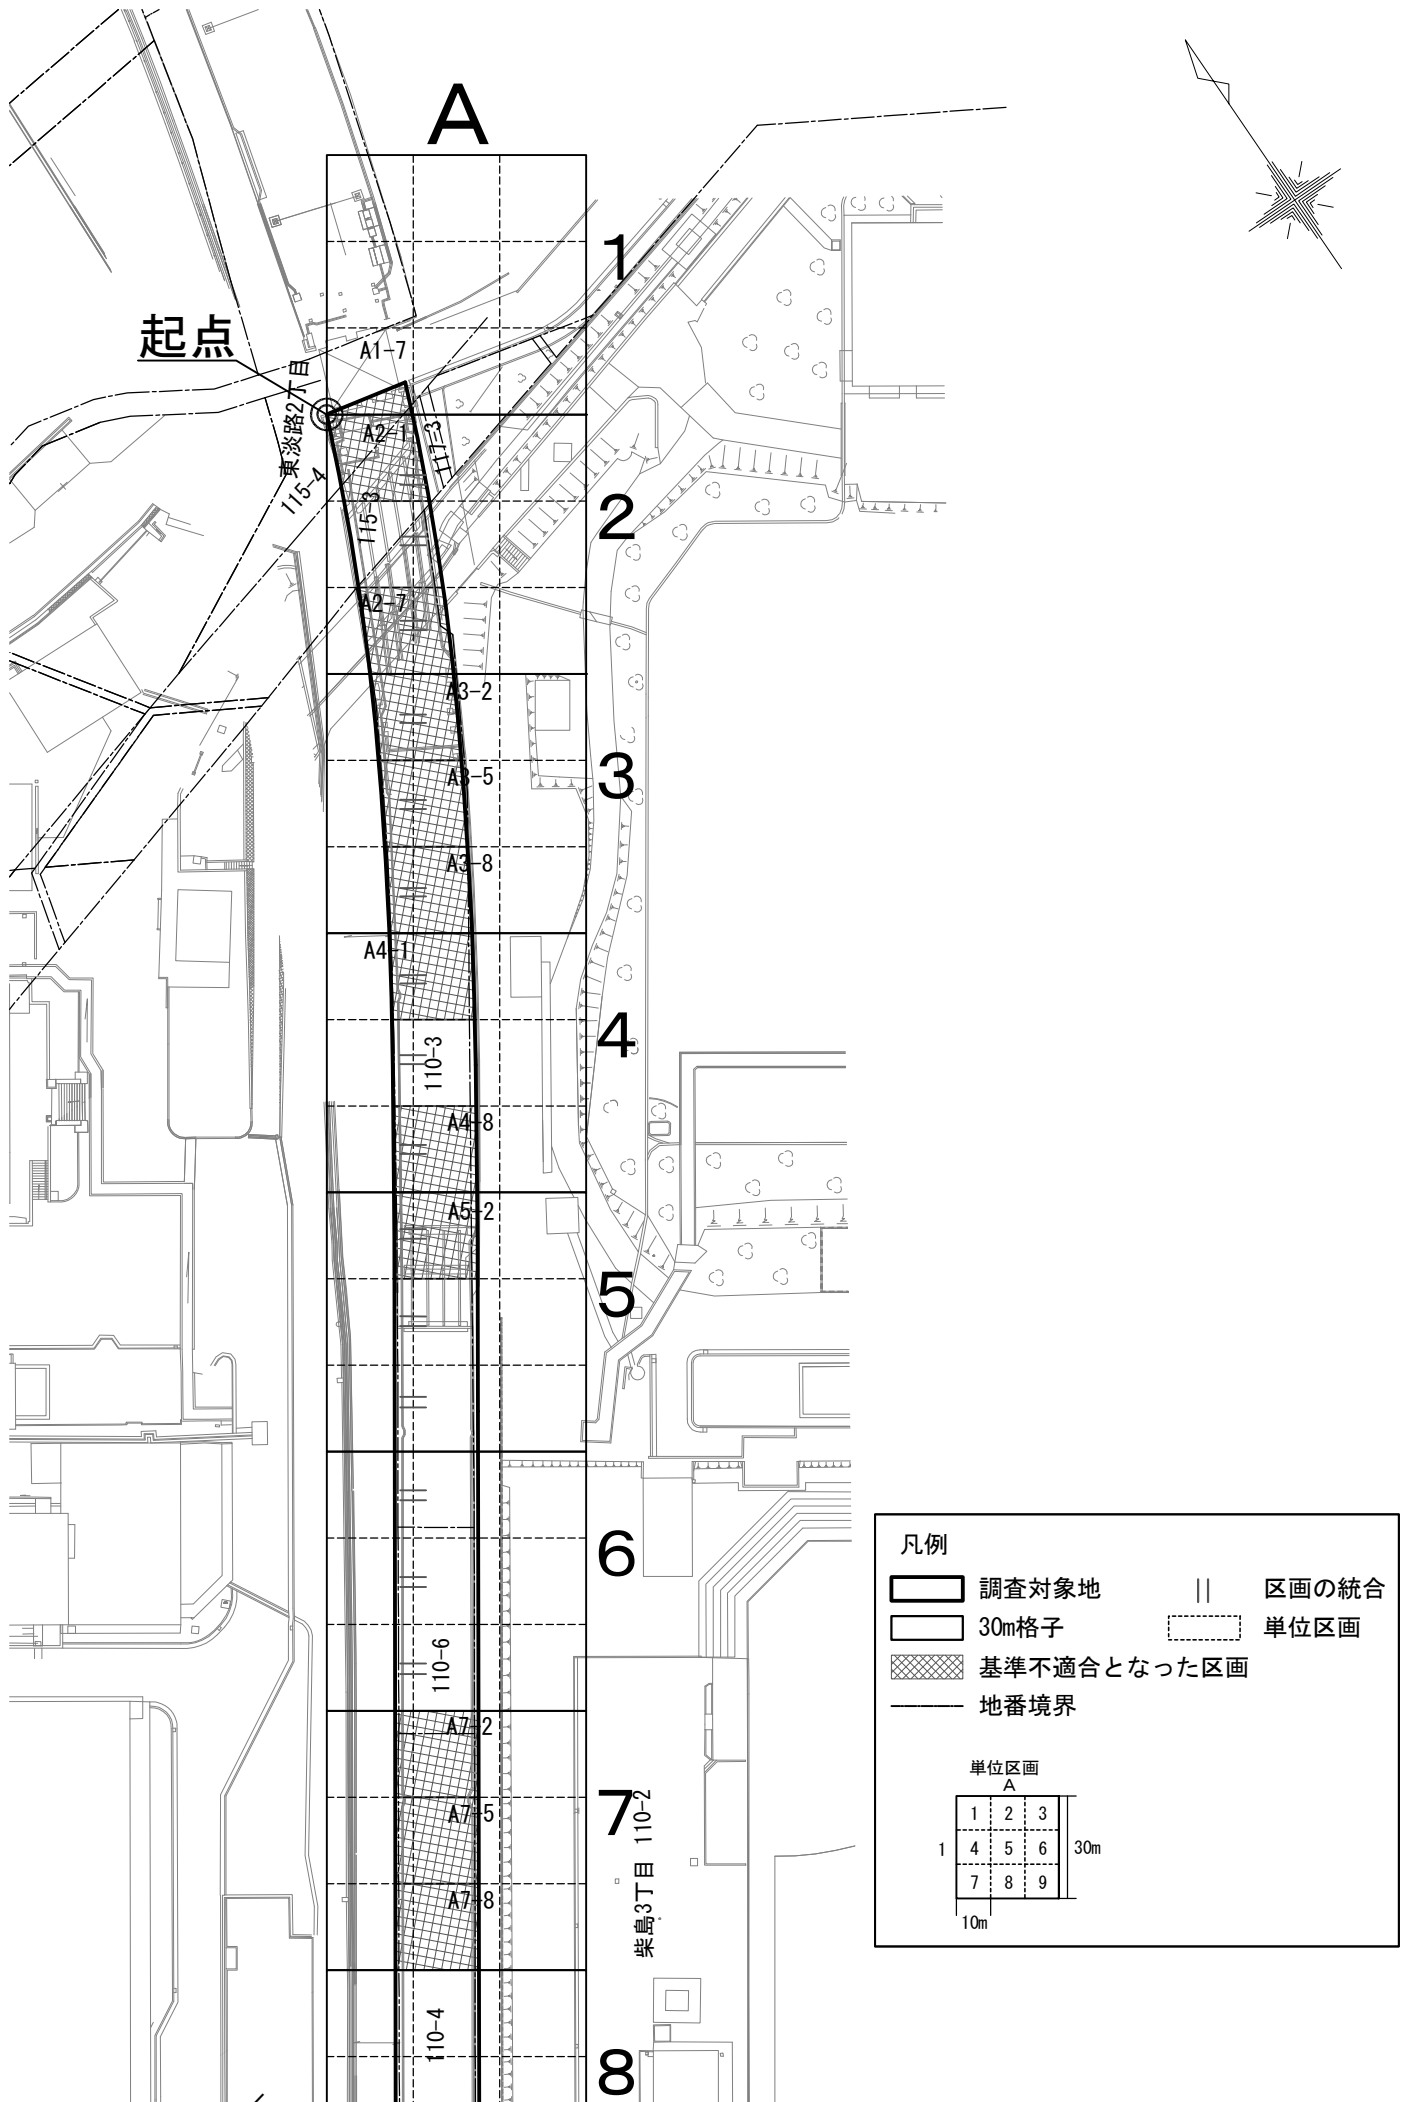 A
1
起点
A1-7
東淡路2丁目
A2-1
117-3
115-4
115-3
2
A2-7
A3-2
3
A3-5
A3-8
A4-1
4
110-3
A4-8
A5-2
5
6
110-6
A7-2
7
A7-5
柴島3丁目 110-2
A7-8
110-4
8
凡例
調査対象地
区画の統合
30m格子
単位区画
基準不適合となった区画
地番境界
単位区画
A
1 2 3
1 4 5 6 30m
7 8 9
10m